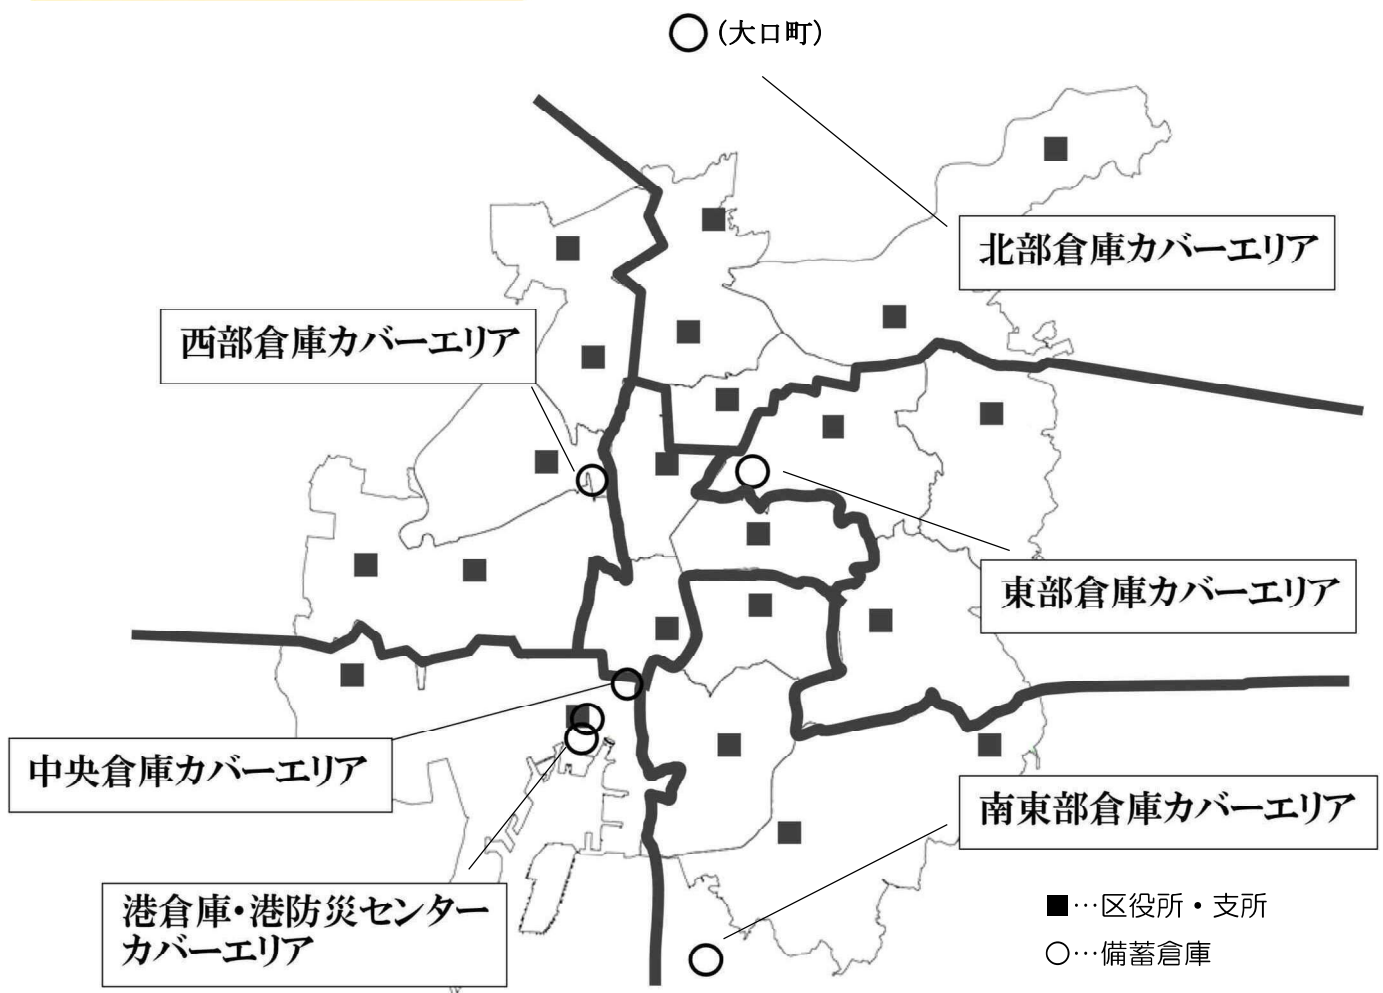 (大口町)
北部倉庫カバーエリア
西部倉庫カバーエリア
東部倉庫カバーエリア
中央倉庫カバーエリア
南東部倉庫カバーエリア
港倉庫・港防災センター
カバーエリア
■…区役所・支所
○…備蓄倉庫